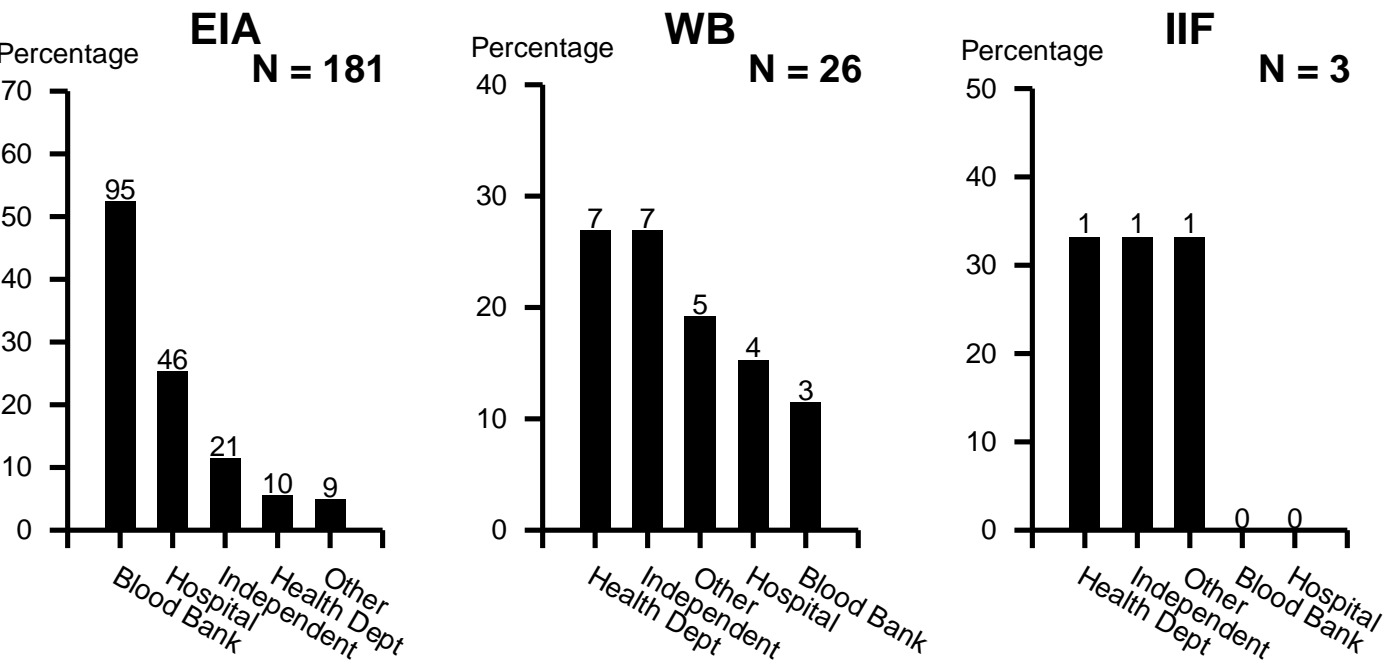 EIA
Percentage
N = 181
70
60
50
40
30
20
10
0
95
46
21
10
9
Blood Bank
Hospital
Independent
Health Dept
Other
WB
Percentage
N = 26
40
30
20
10
0
7
7
5
4
3
Health Dept
Independent
Other
Hospital
Blood Bank
IIF
Percentage
N = 3
50
40
30
20
10
0
1
1
1
0
0
Health Dept
Independent
Other
Blood Bank
Hospital